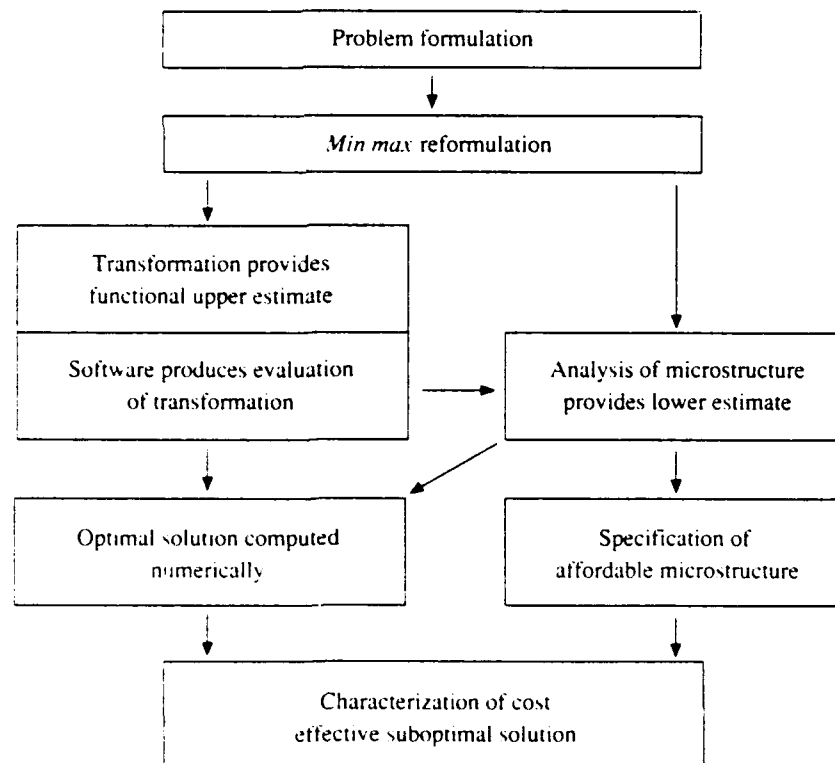 Problem formulation
Min max reformulation
Transformation provides
functional upper estimate
Software produces evaluation
of transformation
Analysis of microstructure
provides lower estimate
Optimal solution computed
numerically
Specification of
affordable microstructure
Characterization of cost
effective suboptimal solution